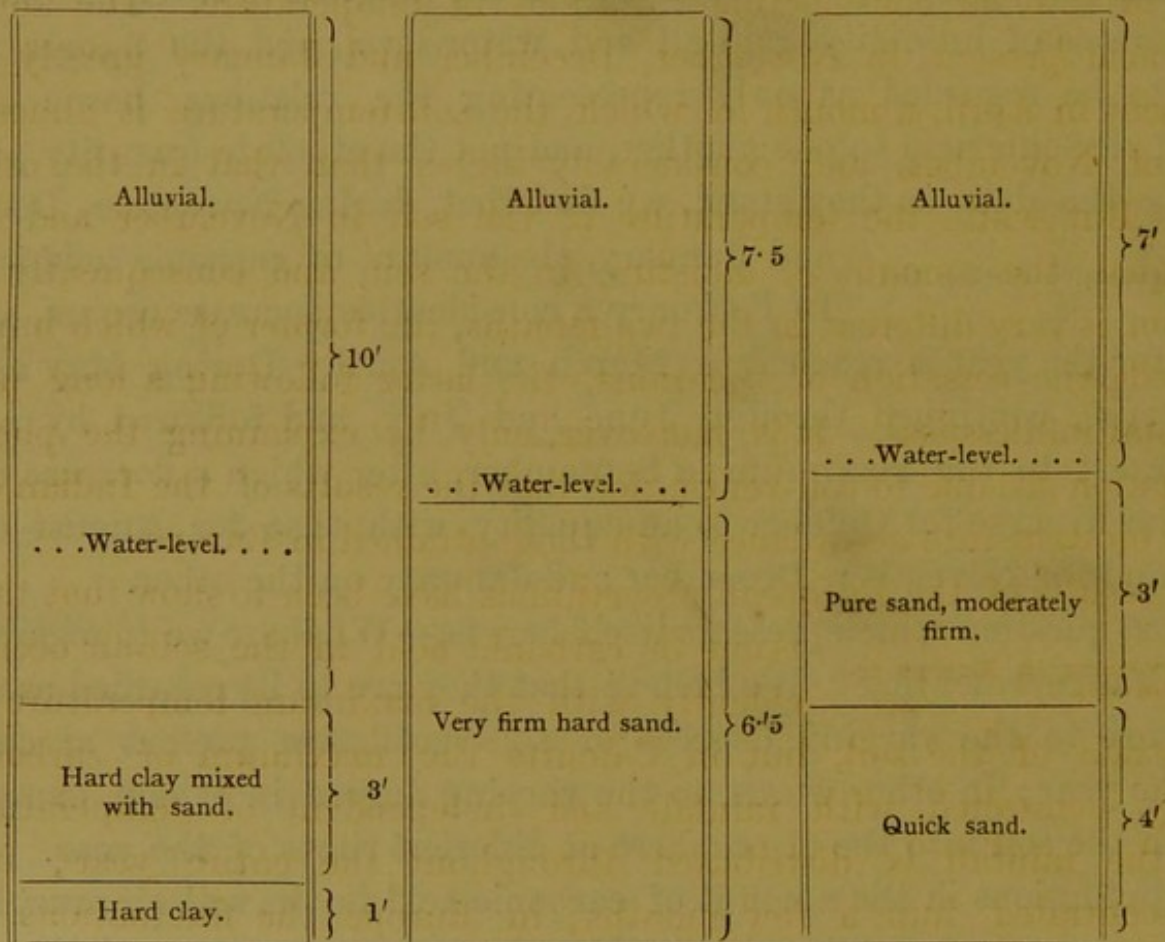 Alluvial.
10′
. . .Water-level. . . .
Hard clay mixed
with sand.
3′
Hard clay.
1′
Alluvial.
7·5
. . .Water-level. . . .
Very firm hard sand.
6·′5
Alluvial.
7′
. . .Water-level. . . .
Pure sand, moderately
firm.
3′
Quick sand.
4′